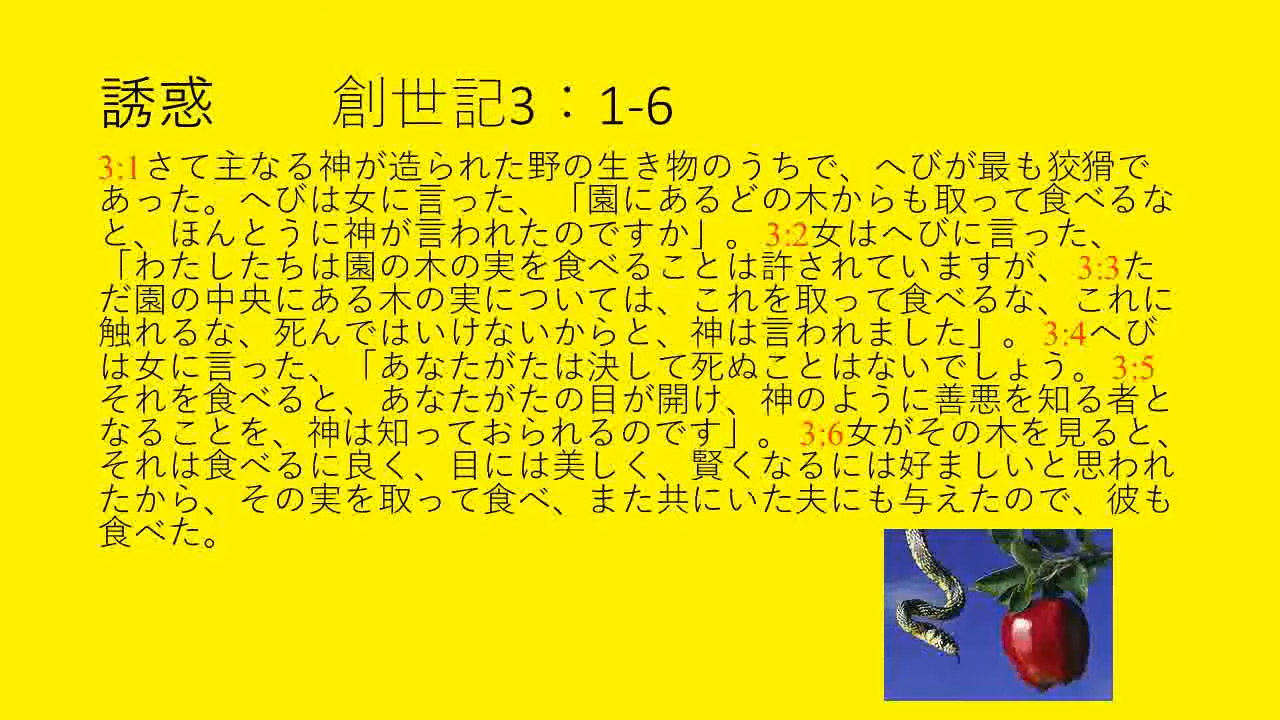 誘惑　　創世記3：1-6
3:1さて主なる神が造られた野の生き物のうちで、へびが最も狡猾で
あった。へびは女に言った、「園にあるどの木からも取って食べるな
と、ほんとうに神が言われたのですか」。 3:2女はへびに言った、
「わたしたちは園の木の実を食べることは許されていますが、 3:3た
だ園の中央にある木の実については、これを取って食べるな、これに
触れるな、死んではいけないからと、神は言われました」。 3:4へび
は女に言った、「あなたがたは決して死ぬことはないでしょう。 3:5
それを食べると、あなたがたの目が開け、神のように善悪を知る者と
なることを、神は知っておられるのです」。 3:6女がその木を見ると、
それは食べるに良く、目には美しく、賢くなるには好ましいと思われ
たから、その実を取って食べ、また共にいた夫にも与えたので、彼も
食べた。